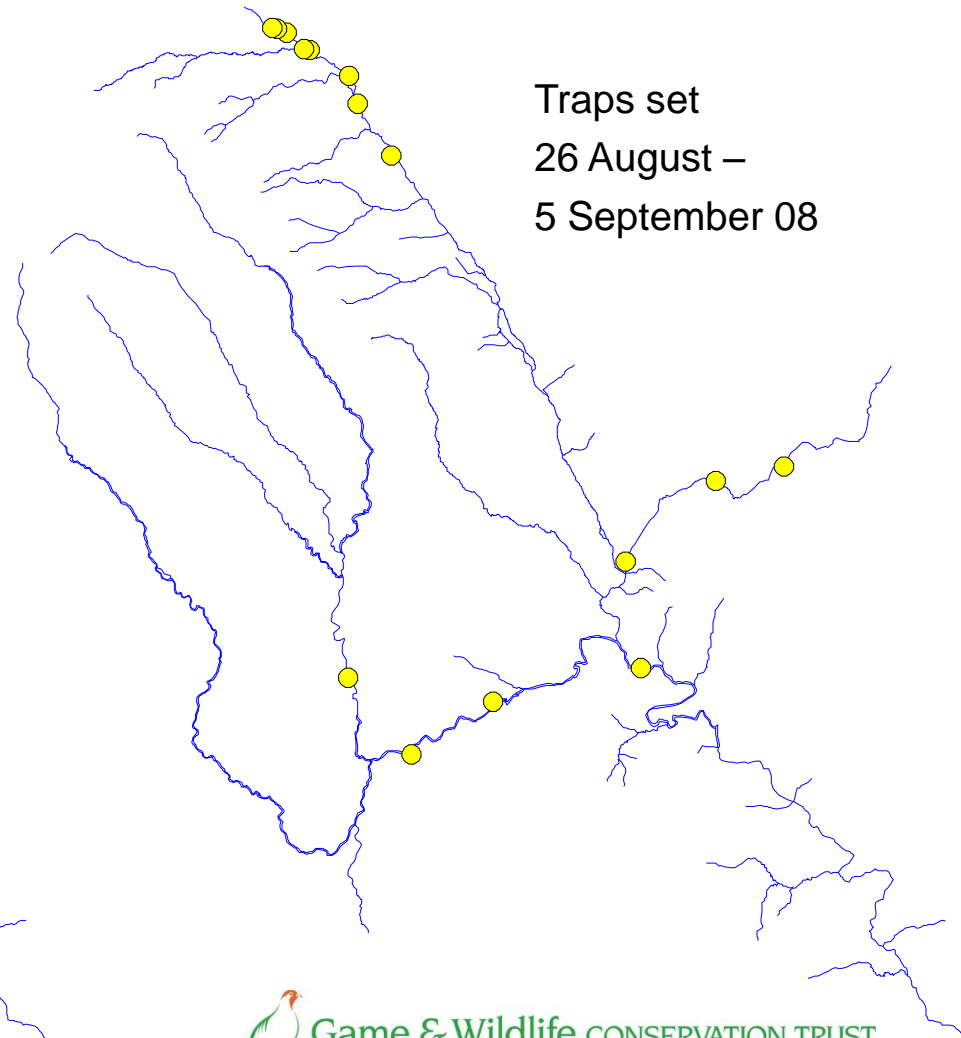 Traps set
26 August –
5 September 08
Game & Wildlife CONSERVATION TRUST